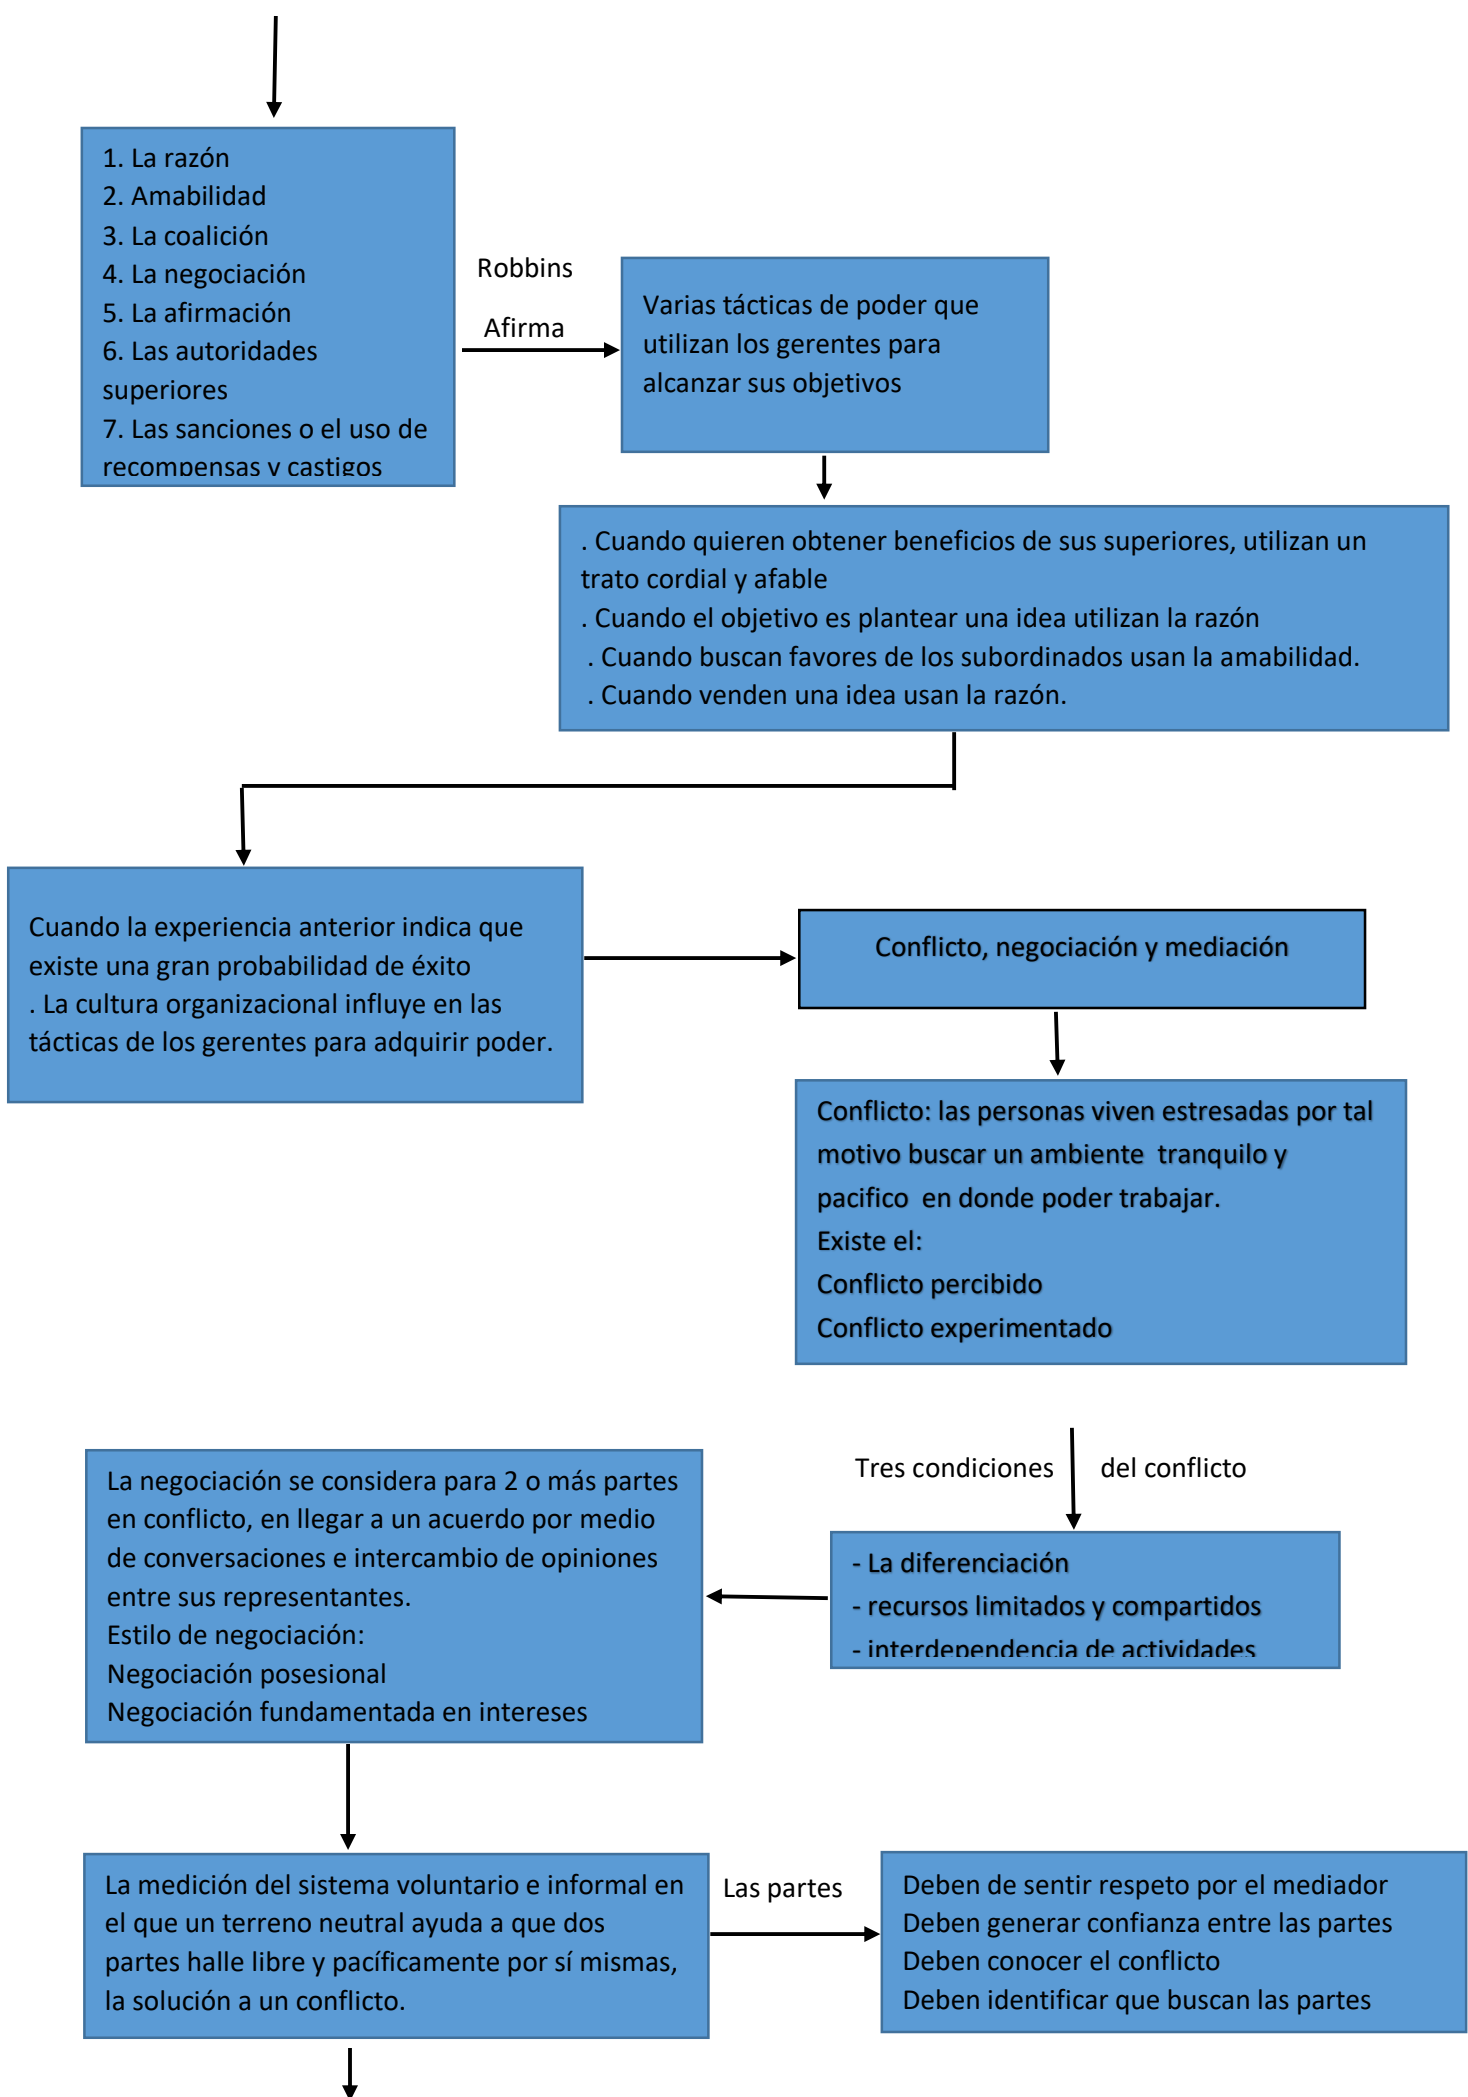 1. La razón
2. Amabilidad
3. La coalición
4. La negociación
5. La afirmación
6. Las autoridades
superiores
7. Las sanciones o el uso de
recompensas y castigos
Robbins
Afirma
Varias tácticas de poder que
utilizan los gerentes para
alcanzar sus objetivos
. Cuando quieren obtener beneficios de sus superiores, utilizan un
trato cordial y afable
. Cuando el objetivo es plantear una idea utilizan la razón
. Cuando buscan favores de los subordinados usan la amabilidad.
. Cuando venden una idea usan la razón.
Cuando la experiencia anterior indica que
existe una gran probabilidad de éxito
. La cultura organizacional influye en las
tácticas de los gerentes para adquirir poder.
Conflicto, negociación y mediación
Conflicto: las personas viven estresadas por tal
motivo buscar un ambiente  tranquilo y
pacifico  en donde poder trabajar.
Existe el:
Conflicto percibido
Conflicto experimentado
Tres condiciones del conflicto
- La diferenciación
- recursos limitados y compartidos
- interdependencia de actividades
La negociación se considera para 2 o más partes
en conflicto, en llegar a un acuerdo por medio
de conversaciones e intercambio de opiniones
entre sus representantes.
Estilo de negociación:
Negociación posesional
Negociación fundamentada en intereses
La medición del sistema voluntario e informal en
el que un terreno neutral ayuda a que dos
partes halle libre y pacíficamente por sí mismas,
la solución a un conflicto.
Las partes
Deben de sentir respeto por el mediador
Deben generar confianza entre las partes
Deben conocer el conflicto
Deben identificar que buscan las partes